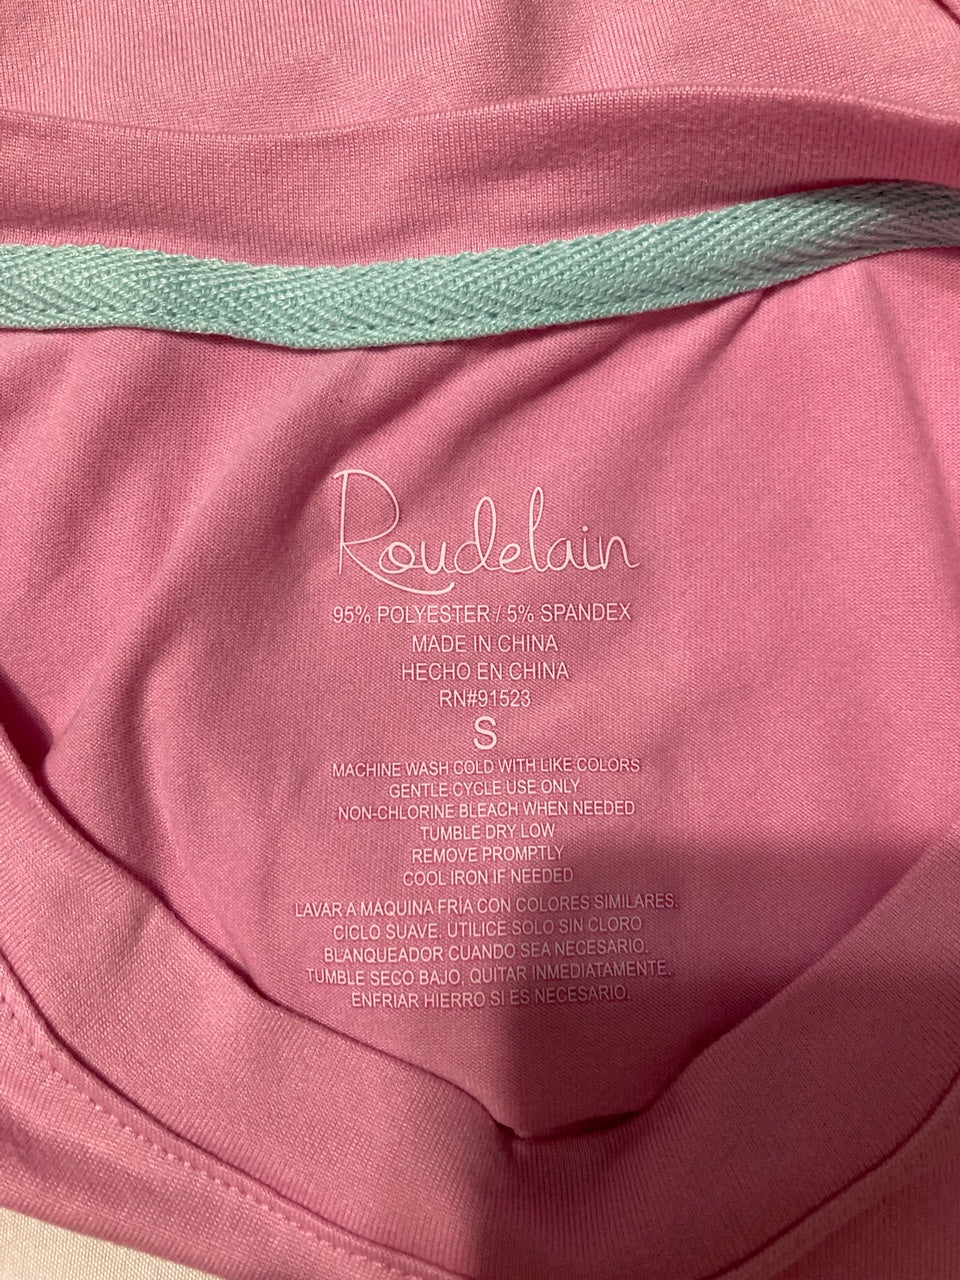 Roudelain
95% POLYESTER / 5% SPANDEX
MADE IN CHINA
HECHO EN CHINA
RN#91523
S
MACHINE WASH COLD WITH LIKE COLORS
GENTLE CYCLE USE ONLY
NON-CHLORINE BLEACH WHEN NEEDED
TUMBLE DRY LOW
REMOVE PROMPTLY
COOL IRON IF NEEDED
LAVAR A MAQUINA FRÍA CON COLORES SIMILARES.
CICLO SUAVE. UTILICE SOLO SIN CLORO
BLANQUEADOR CUANDO SEA NECESARIO.
TUMBLE SECO BAJO, QUITAR INMEDIATAMENTE.
ENFRIAR HIERRO SI ES NECESARIO.